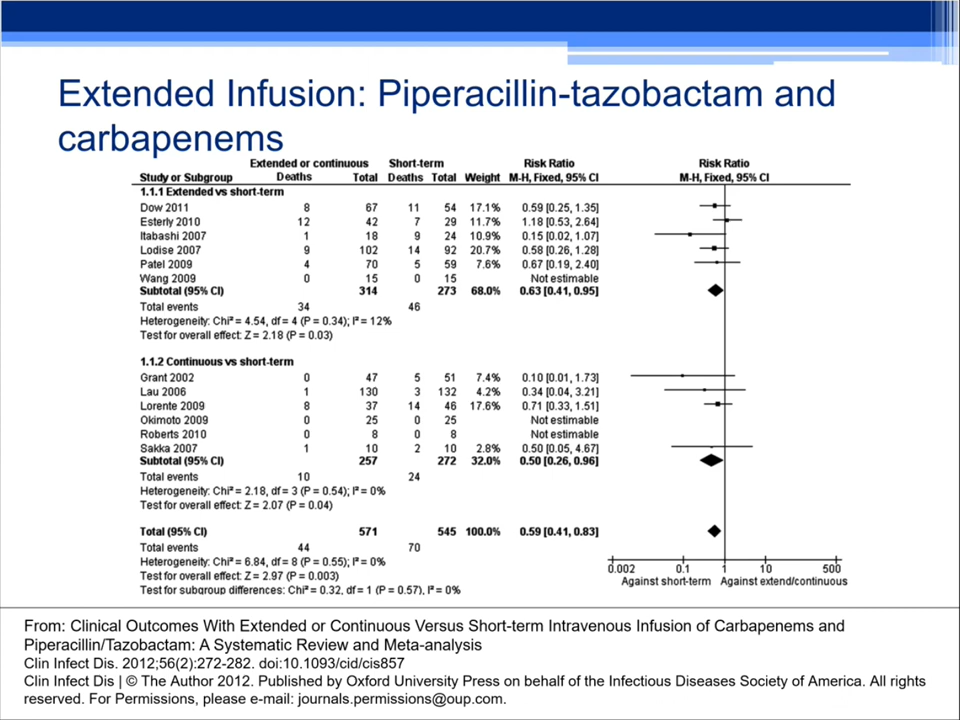 Extended Infusion: Piperacillin-tazobactam and
carbapenems
Extended or continuous Short-term Risk Ratio Risk Ratio
Study or Subgroup Deaths Total Deaths Total Weight M-H, Fixed, 95% CI M-H, Fixed, 95% CI
1.1.1 Extended vs short-term
Dow 2011 8 67 11 54 17.1% 0.59 [0.25, 1.35]
Esterly 2010 12 42 7 29 11.7% 1.18 [0.53, 2.64]
Itabashi 2007 1 18 9 24 10.9% 0.15 [0.02, 1.07]
Lodise 2007 9 102 14 92 20.7% 0.58 [0.26, 1.28]
Patel 2009 4 70 5 59 7.6% 0.67 [0.19, 2.40]
Wang 2009 0 15 0 15 Not estimable
Subtotal (95% CI) 314 273 68.0% 0.63 [0.41, 0.95]
Total events 34 46
Heterogeneity: Chi² = 4.54, df = 4 (P = 0.34); I² = 12%
Test for overall effect: Z = 2.18 (P = 0.03)
1.1.2 Continuous vs short-term
Grant 2002 0 47 5 51 7.4% 0.10 [0.01, 1.73]
Lau 2006 1 130 3 132 4.2% 0.34 [0.04, 3.21]
Lorente 2009 8 37 14 46 17.6% 0.71 [0.33, 1.51]
Okimoto 2009 0 25 0 25 Not estimable
Roberts 2010 0 8 0 8 Not estimable
Sakka 2007 1 10 2 10 2.8% 0.50 [0.05, 4.67]
Subtotal (95% CI) 257 272 32.0% 0.50 [0.26, 0.96]
Total events 10 24
Heterogeneity: Chi² = 2.18, df = 3 (P = 0.54); I² = 0%
Test for overall effect: Z = 2.07 (P = 0.04)
Total (95% CI) 571 545 100.0% 0.59 [0.41, 0.83]
Total events 44 70
Heterogeneity: Chi² = 6.84, df = 8 (P = 0.55); I² = 0%
Test for overall effect: Z = 2.97 (P = 0.003)
Test for subgroup differences: Chi² = 0.32, df = 1 (P = 0.57), I² = 0%
0.002 0.1 1 10 500
Against short-term Against extend/continuous
From: Clinical Outcomes With Extended or Continuous Versus Short-term Intravenous Infusion of Carbapenems and
Piperacillin/Tazobactam: A Systematic Review and Meta-analysis
Clin Infect Dis. 2012;56(2):272-282. doi:10.1093/cid/cis857
Clin Infect Dis | © The Author 2012. Published by Oxford University Press on behalf of the Infectious Diseases Society of America. All rights
reserved. For Permissions, please e-mail: journals.permissions@oup.com.